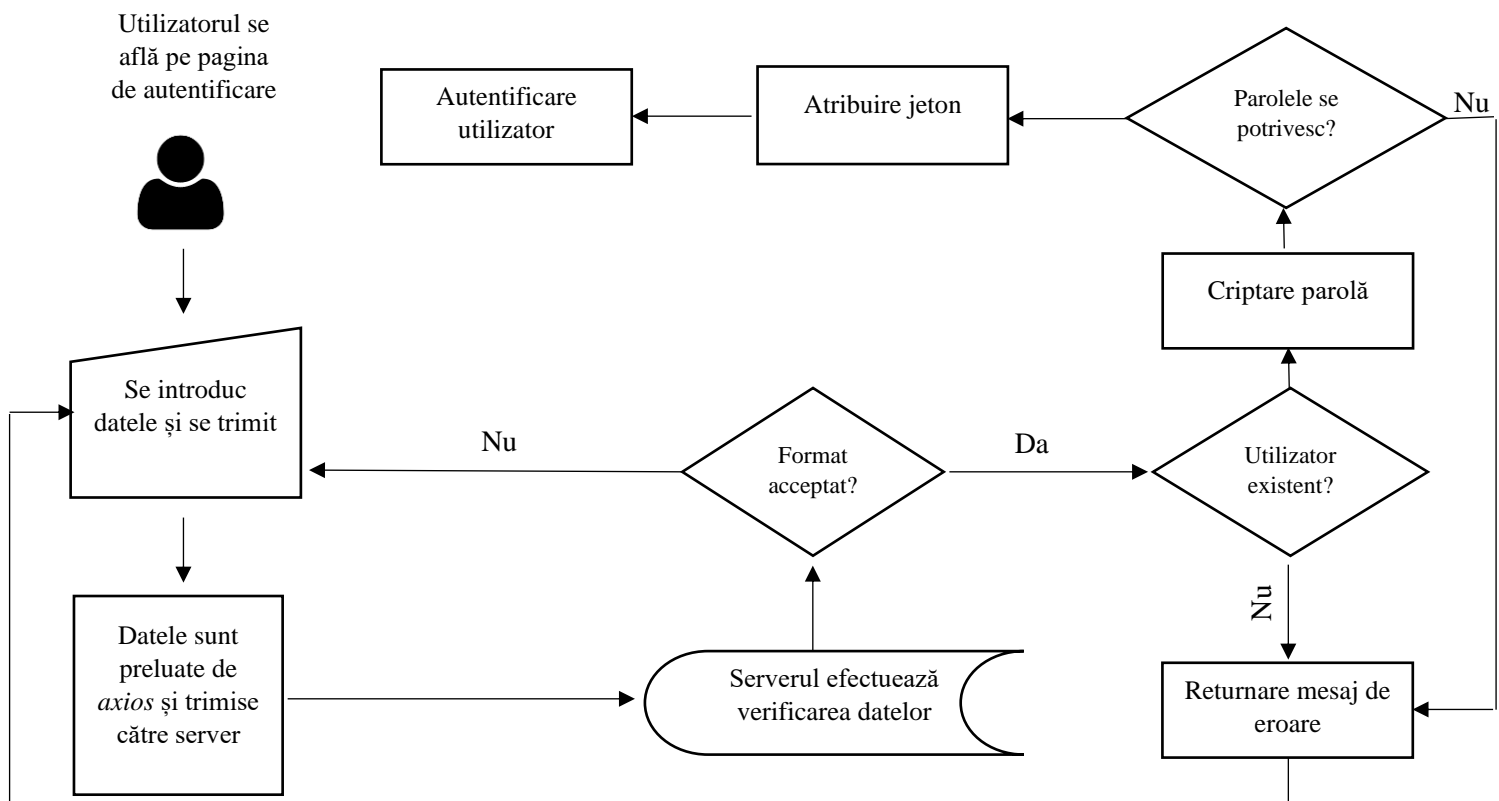 Utilizatorul se
află pe pagina
de autentificare
Autentificare
utilizator
Atribuire jeton
Parolele se
potrivesc?
Nu
Criptare parolă
Se introduc
datele și se trimit
Nu
Format
acceptat?
Da
Utilizator
existent?
Nu
Datele sunt
preluate de
axios și trimise
către server
Serverul efectuează
verificarea datelor
Returnare mesaj de
eroare